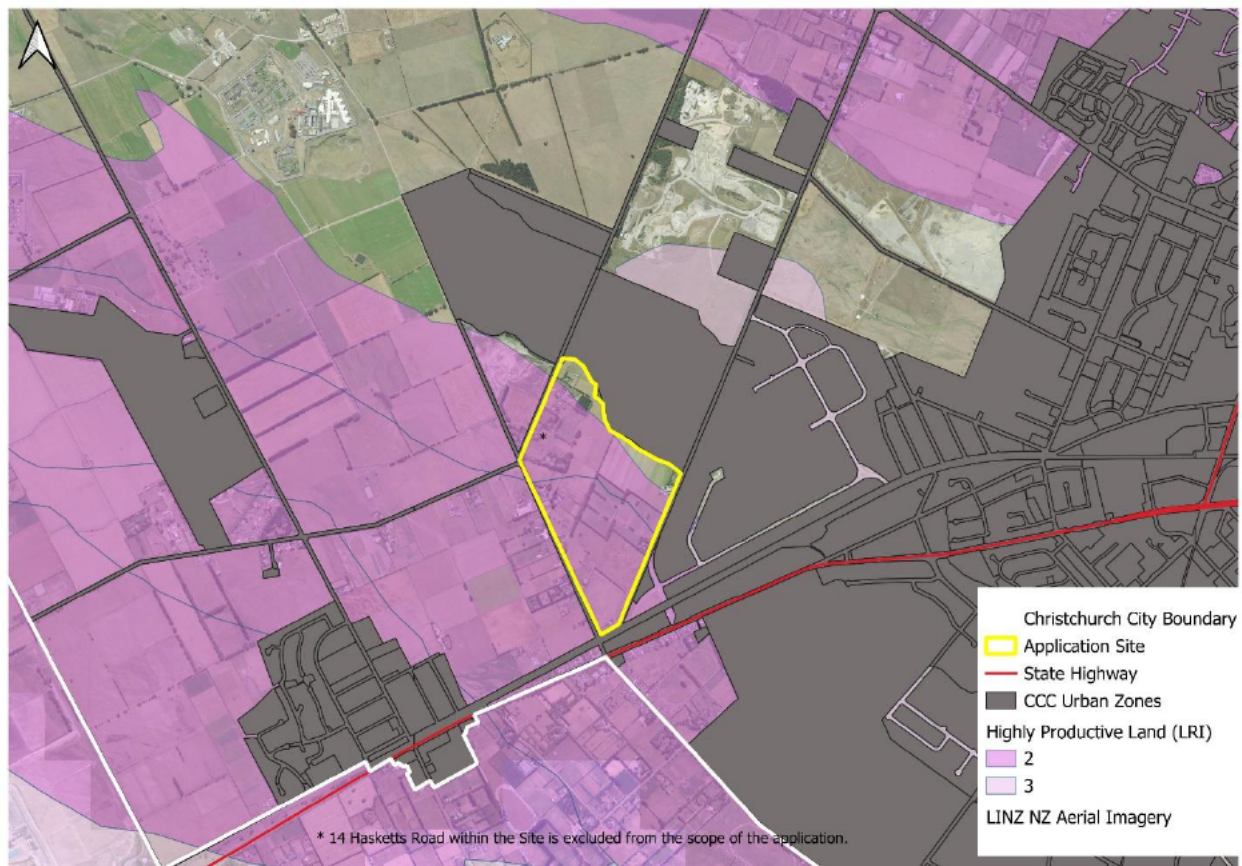 *
Christchurch City Boundary
Application Site
State Highway
CCC Urban Zones
Highly Productive Land (LRI)
2
3
LINZ NZ Aerial Imagery
* 14 Hasketts Road within the Site is excluded from the scope of the application.